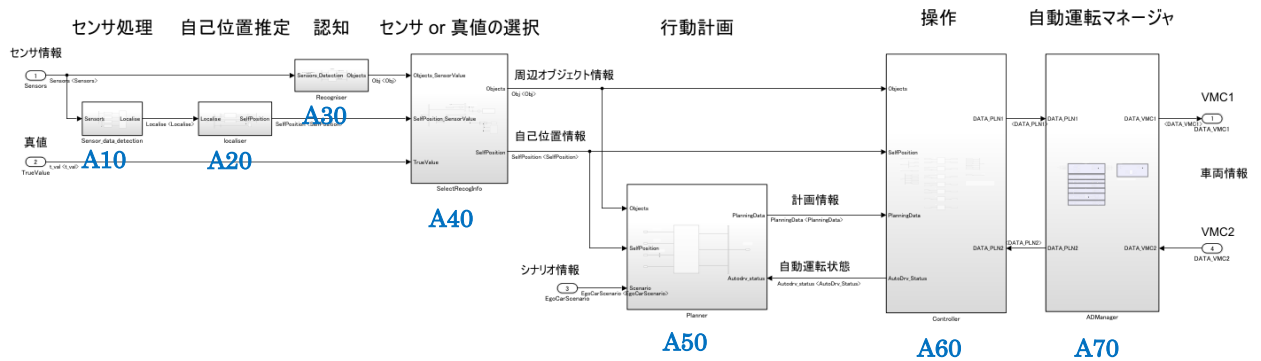 センサ処理
自己位置推定
認知
センサ or 真値の選択
行動計画
操作
自動運転マネージャ
センサ情報
1
Sensors
Sensors <Sensors>
Sensors_Detection
Objects
Recogniser
A30
Obj <Obj>
Sensors
Localise
Sensor_data_detection
A10
Localise <Localise>
Localise
SelfPosition
localiser
A20
SelfPosition <SelfPosition>
真値
2
TrueValue
t_val <t_val>
Objects_SensorValue
SelfPosition_SensorValue
TrueValue
Objects
SelfPosition
SelectRecogInfo
A40
周辺オブジェクト情報
Obj <Obj>
自己位置情報
SelfPosition <SelfPosition>
シナリオ情報
3
EgoCarScenario
EgoCarScenario <EgoCarScenario>
Objects
SelfPosition
Scenario
PlanningData
Autodrv_status
Planner
A50
計画情報
PlanningData <PlanningData>
自動運転状態
Autodrv_status <AutoDrv_Status>
Objects
SelfPosition
PlanningData
AutoDrv_Status
DATA_PLN1
DATA_PLN2
Controller
A60
<DATA_PLN1>
<DATA_PLN2>
DATA_PLN1
DATA_PLN2
DATA_VMC1
DATA_VMC2
ADManager
A70
VMC1
1
<DATA_VMC1>
DATA_VMC1
車両情報
VMC2
4
DATA_VMC2